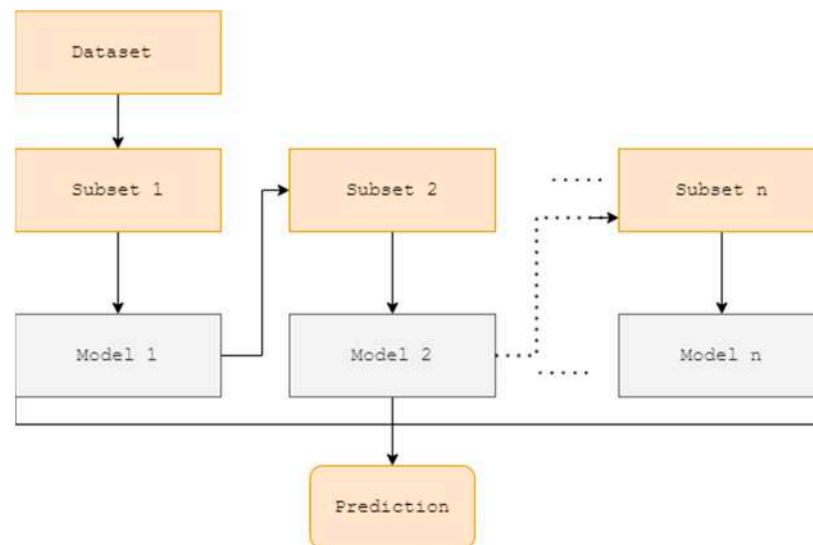 Dataset
Subset 1
Subset 2
Subset n
Model 1
Model 2
Model n
Prediction